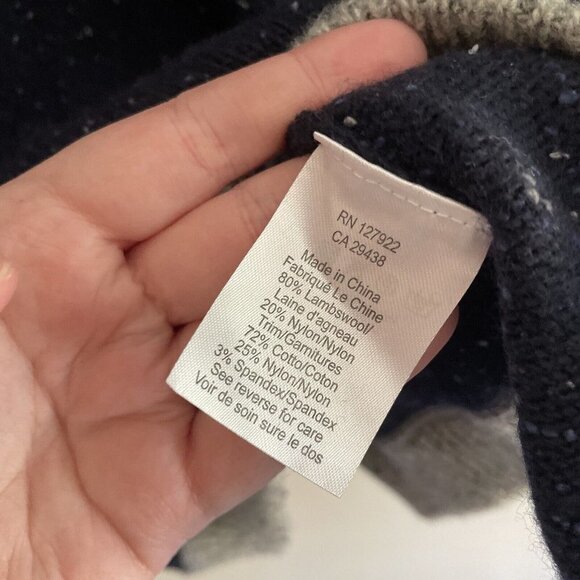 RN 127922
CA 29438
Made in China
Fabriqué Le Chine
80% Lambswool/
Laine d'agneau
20% Nylon/Nylon
Trim/Garnitures
72% Cotto/Coton
25% Nylon/Nylon
3% Spandex/Spandex
See reverse for care
Voir de soin sure le dos